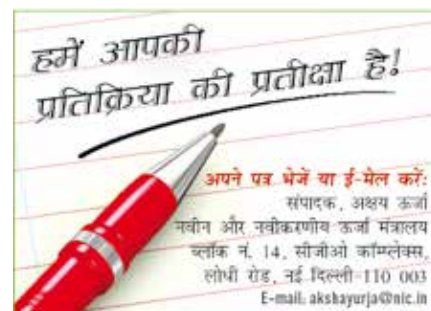 हमें आपकी
प्रतिक्रिया की प्रतीक्षा है!
अपने पत्र भेजें या ई-मेल करें:
संपादक, अक्षय ऊर्जा
नवीन और नवीकरणीय ऊर्जा मंत्रालय
ब्लॉक नं. 14, सीजीओ कॉम्प्लेक्स,
लोधी रोड, नई दिल्ली-110 003
E-mail: akshayurja@nic.in